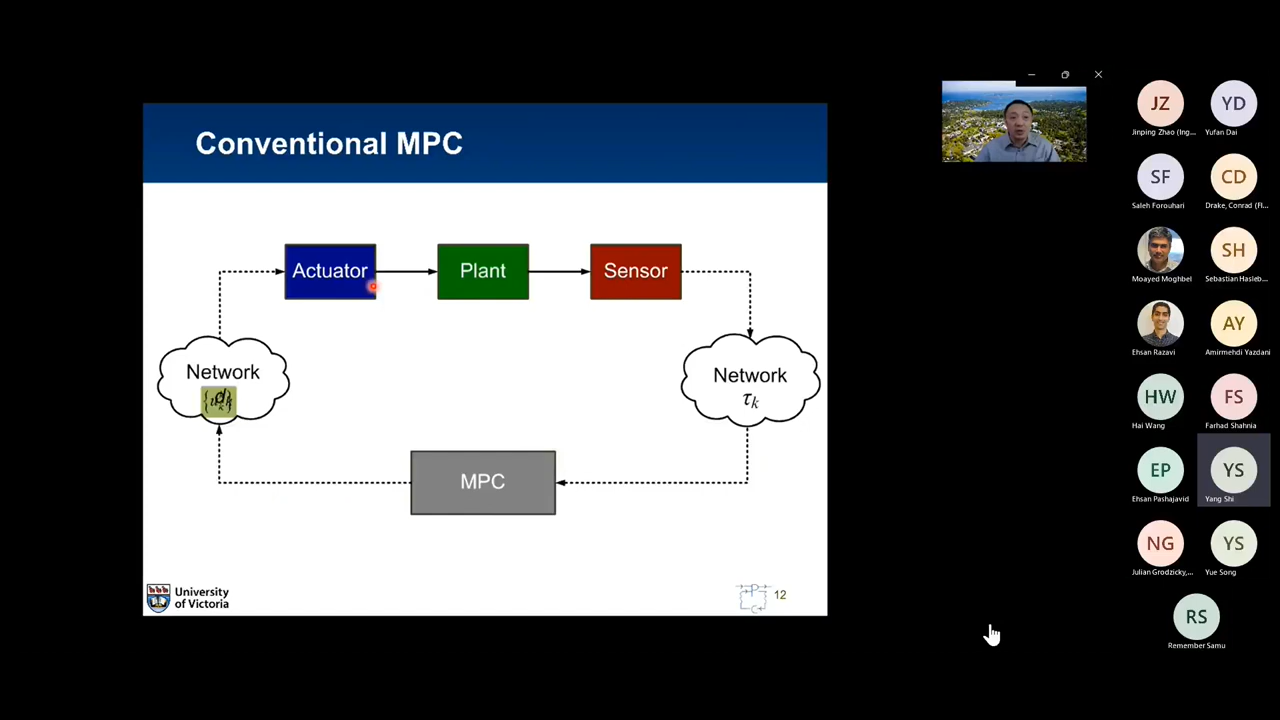 Conventional MPC
Actuator
Plant
Sensor
Network
Network
τk
MPC
University
of Victoria
12
JZ
YD
Jinping Zhao (Ing...
Yufan Dai
SF
CD
Saleh Forouhari
Drake, Conrad (Fl...
SH
Moayed Moghbel
Sebastian Hasleb...
AY
Ehsan Razavi
Amirmehdi Yazdani
HW
FS
Hai Wang
Farhad Shahnia
EP
YS
Ehsan Pashajavid
Yang Shi
NG
YS
Julian Grodzicky,...
Yue Song
RS
Remember Samu